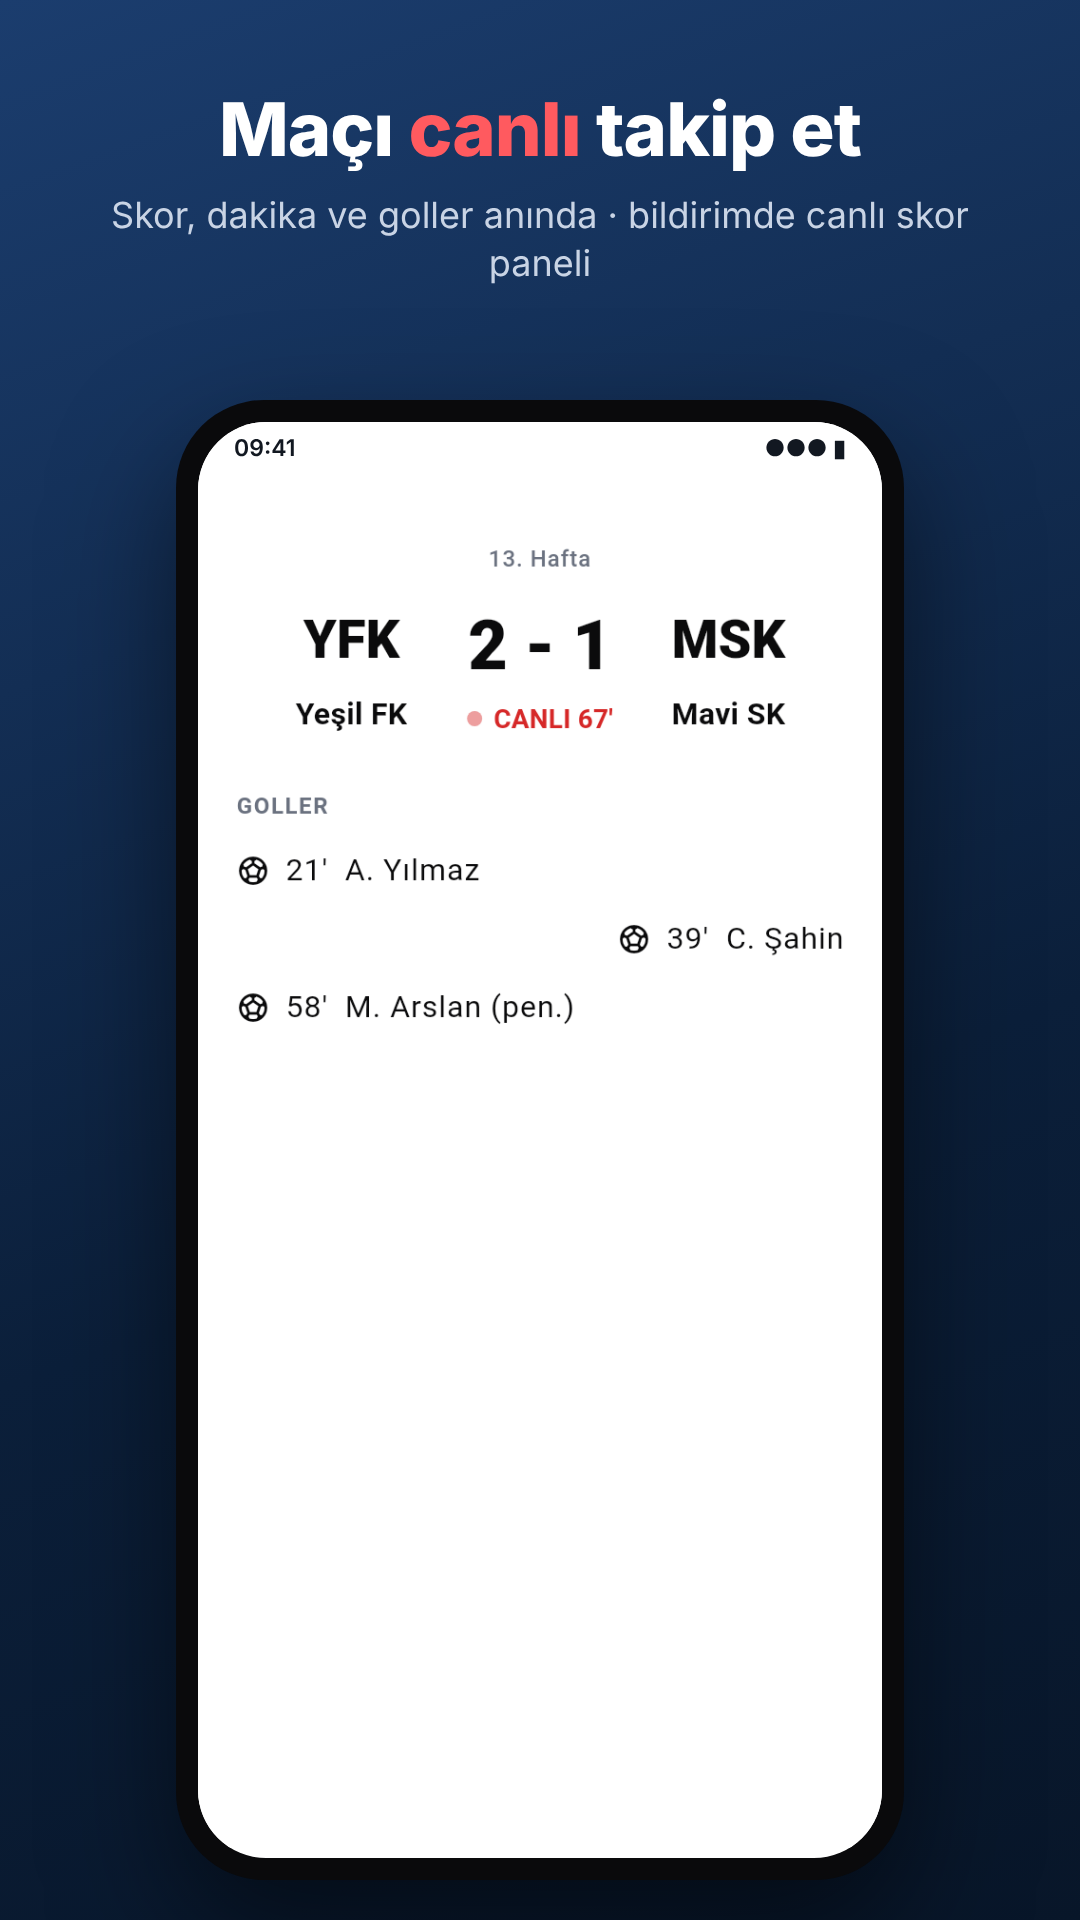 Maçı canlı takip et
Skor, dakika ve goller anında · bildirimde canlı skor
paneli
09:41
13. Hafta
YFK 2 - 1 MSK
Yeşil FK CANLI 67' Mavi SK
GOLLER
21' A. Yılmaz
39' C. Şahin
58' M. Arslan (pen.)